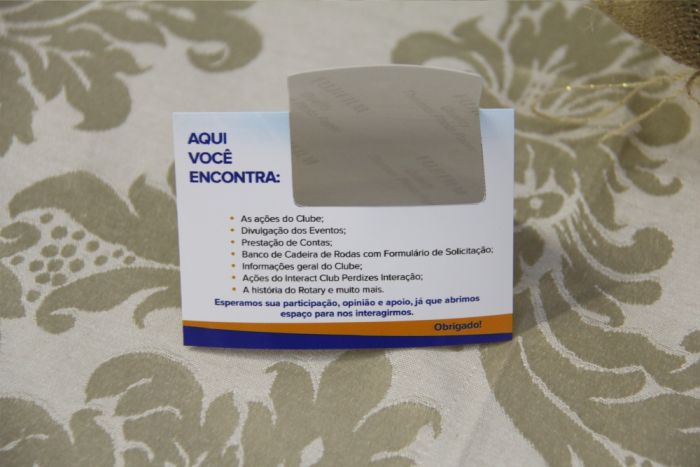 AQUI
VOCÊ
ENCONTRA:
• As ações do Clube;
• Divulgação dos Eventos;
• Prestação de Contas;
• Banco de Cadeira de Rodas com Formulário de Solicitação;
• Informações geral do Clube;
• Ações do Interact Club Perdizes Interação;
• A história do Rotary e muito mais.
Esperamos sua participação, opinião e apoio, já que abrimos
espaço para nos interagirmos.
Obrigado!